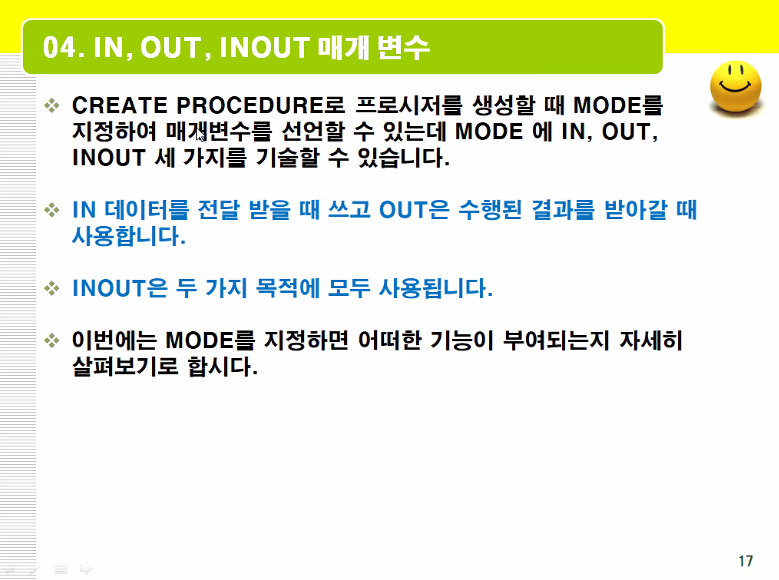 04. IN, OUT, INOUT 매개 변수
CREATE PROCEDURE로 프로시저를 생성할 때 MODE를
지정하여 매개변수를 선언할 수 있는데 MODE 에 IN, OUT,
INOUT 세 가지를 기술할 수 있습니다.
IN 데이터를 전달 받을 때 쓰고 OUT은 수행된 결과를 받아갈 때
사용합니다.
INOUT은 두 가지 목적에 모두 사용됩니다.
이번에는 MODE를 지정하면 어떠한 기능이 부여되는지 자세히
살펴보기로 합시다.
17